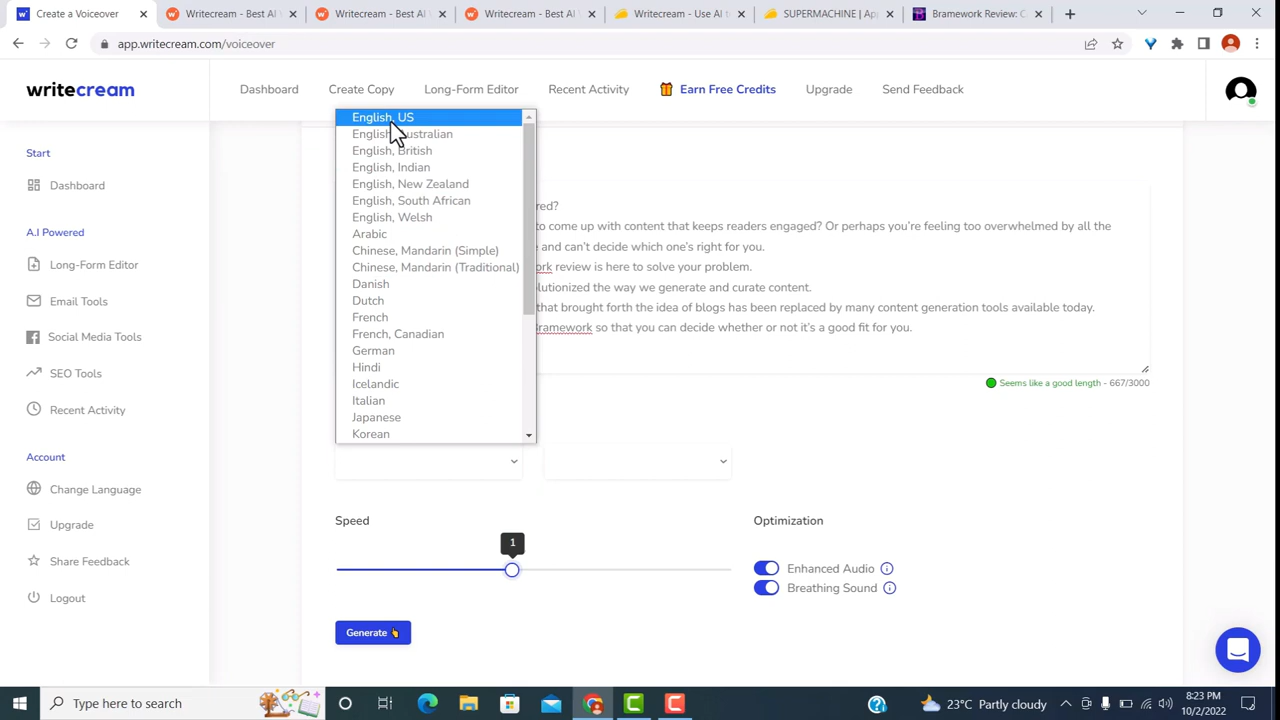 Create a Voiceover
Writecream - Best AI
Writecream - Best AI V
Writecream - Best AI V
Writecream - Use A
SUPERMACHINE | App
Bramework Review: C
app.writecream.com/voiceover
writecream
Dashboard
Create Copy
Long-Form Editor
Recent Activity
Earn Free Credits
Upgrade
Send Feedback
Start
Dashboard
A.I Powered
Long-Form Editor
Email Tools
Social Media Tools
SEO Tools
Recent Activity
Account
Change Language
Upgrade
Share Feedback
Logout
English, US
English, Australian
English, British
English, Indian
English, New Zealand
English, South African
English, Welsh
Arabic
Chinese, Mandarin (Simple)
Chinese, Mandarin (Traditional)
Danish
Dutch
French
French, Canadian
German
Hindi
Icelandic
Italian
Japanese
Korean
red?
to come up with content that keeps readers engaged? Or perhaps you're feeling too overwhelmed by all the
e and can't decide which one's right for you.
ork review is here to solve your problem.
olutionized the way we generate and curate content.
that brought forth the idea of blogs has been replaced by many content generation tools available today.
Bramework so that you can decide whether or not it's a good fit for you.
Seems like a good length - 667/3000
Speed
1
Optimization
Enhanced Audio
Breathing Sound
Generate
Type here to search
23°C Partly cloudy
8:23 PM
10/2/2022